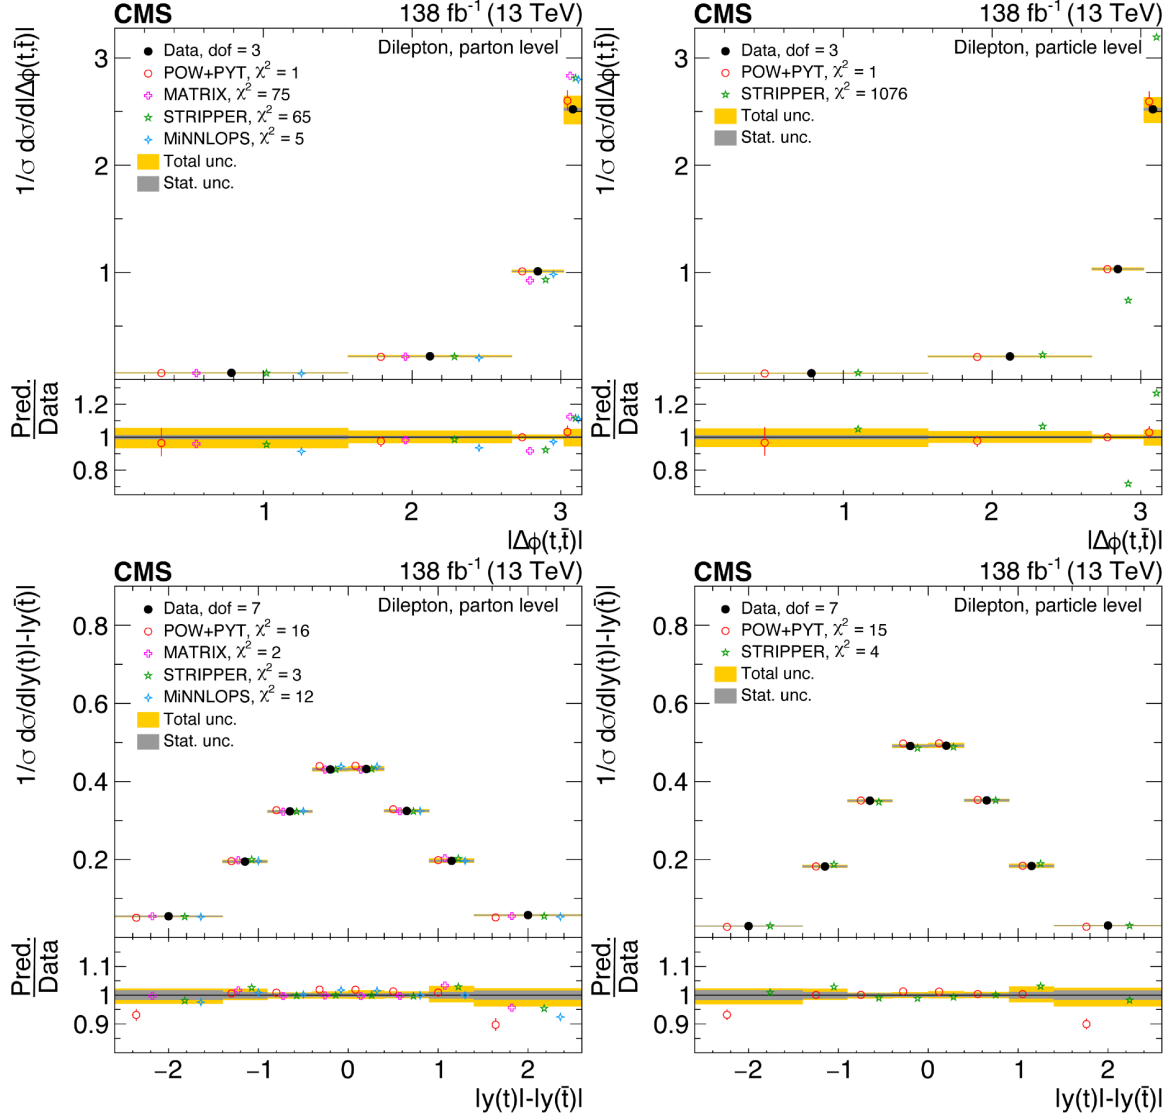 CMS 138 fb⁻¹ (13 TeV)
Dilepton, parton level
Data, dof = 3
POW+PYT, χ² = 1
MATRIX, χ² = 75
STRIPPER, χ² = 65
MiNNLOPS, χ² = 5
Total unc.
Stat. unc.
1/σ dσ/d|Δϕ(t,t̄)|
3
2
1
Pred.
Data
1.2
1
0.8
1 2 3
|Δϕ(t,t̄)|
CMS 138 fb⁻¹ (13 TeV)
Dilepton, particle level
Data, dof = 3
POW+PYT, χ² = 1
STRIPPER, χ² = 1076
Total unc.
Stat. unc.
1/σ dσ/d|Δϕ(t,t̄)|
3
2
1
Pred.
Data
1.2
1
0.8
1 2 3
|Δϕ(t,t̄)|
CMS 138 fb⁻¹ (13 TeV)
Dilepton, parton level
Data, dof = 7
POW+PYT, χ² = 16
MATRIX, χ² = 2
STRIPPER, χ² = 3
MiNNLOPS, χ² = 12
Total unc.
Stat. unc.
1/σ dσ/d|y(t)|-|y(t̄)|
0.8
0.6
0.4
0.2
Pred.
Data
1.1
1
0.9
−2 −1 0 1 2
|y(t)|-|y(t̄)|
CMS 138 fb⁻¹ (13 TeV)
Dilepton, particle level
Data, dof = 7
POW+PYT, χ² = 15
STRIPPER, χ² = 4
Total unc.
Stat. unc.
1/σ dσ/d|y(t)|-|y(t̄)|
0.8
0.6
0.4
0.2
Pred.
Data
1.1
1
0.9
−2 −1 0 1 2
|y(t)|-|y(t̄)|